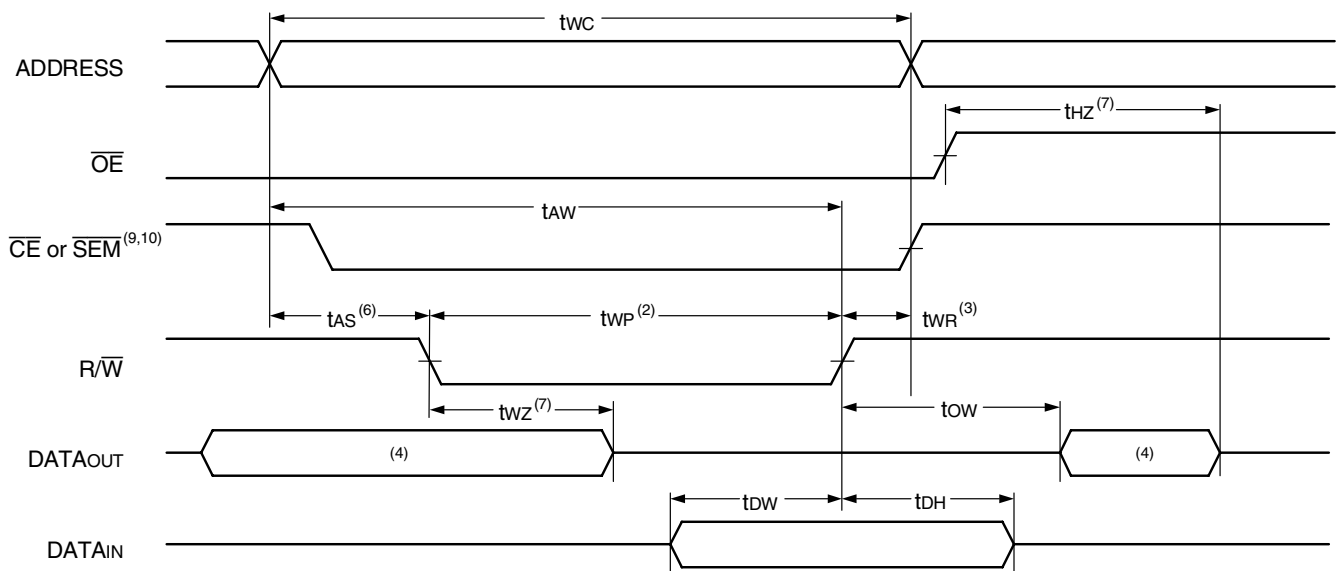 tWC
ADDRESS
tHZ(7)
OE
tAW
CE or SEM(9,10)
tAS(6) tWP(2) tWR(3)
R/W
tWZ(7) tOW
DATAOUT (4) (4)
tDW tDH
DATAIN